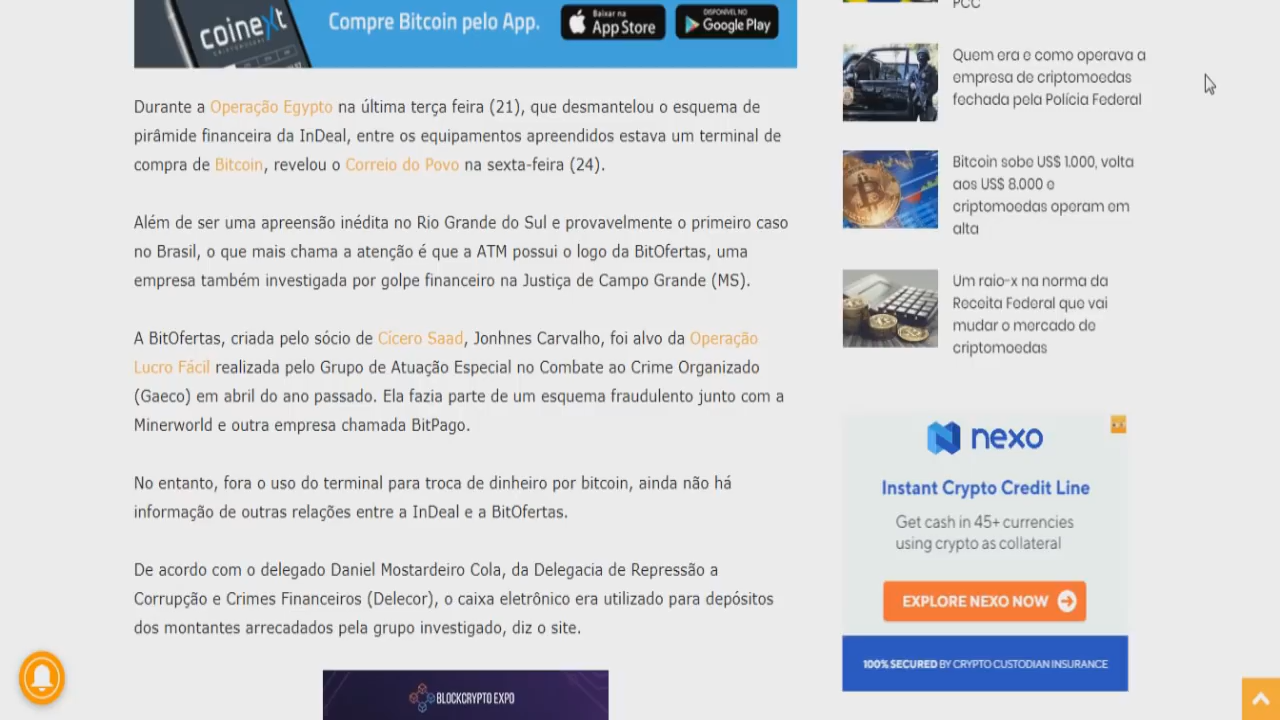 coinext
CRIPTOMOEDAS
Compre Bitcoin pelo App.
Baixar na
App Store
DISPONÍVEL NO
Google Play
Durante a Operação Egypto na última terça feira (21), que desmantelou o esquema de
pirâmide financeira da InDeal, entre os equipamentos apreendidos estava um terminal de
compra de Bitcoin, revelou o Correio do Povo na sexta-feira (24).
Além de ser uma apreensão inédita no Rio Grande do Sul e provavelmente o primeiro caso
no Brasil, o que mais chama a atenção é que a ATM possui o logo da BitOfertas, uma
empresa também investigada por golpe financeiro na Justiça de Campo Grande (MS).
A BitOfertas, criada pelo sócio de Cícero Saad, Jonhnes Carvalho, foi alvo da Operação
Lucro Fácil realizada pelo Grupo de Atuação Especial no Combate ao Crime Organizado
(Gaeco) em abril do ano passado. Ela fazia parte de um esquema fraudulento junto com a
Minerworld e outra empresa chamada BitPago.
No entanto, fora o uso do terminal para troca de dinheiro por bitcoin, ainda não há
informação de outras relações entre a InDeal e a BitOfertas.
De acordo com o delegado Daniel Mostardeiro Cola, da Delegacia de Repressão a
Corrupção e Crimes Financeiros (Delecor), o caixa eletrônico era utilizado para depósitos
dos montantes arrecadados pela grupo investigado, diz o site.
BLOCKCRYPTO EXPO
PCC
Quem era e como operava a
empresa de criptomoedas
fechada pela Polícia Federal
Bitcoin sobe US$ 1.000, volta
aos US$ 8.000 e
criptomoedas operam em
alta
Um raio-x na norma da
Receita Federal que vai
mudar o mercado de
criptomoedas
nexo
Instant Crypto Credit Line
Get cash in 45+ currencies
using crypto as collateral
EXPLORE NEXO NOW
100% SECURED BY CRYPTO CUSTODIAN INSURANCE